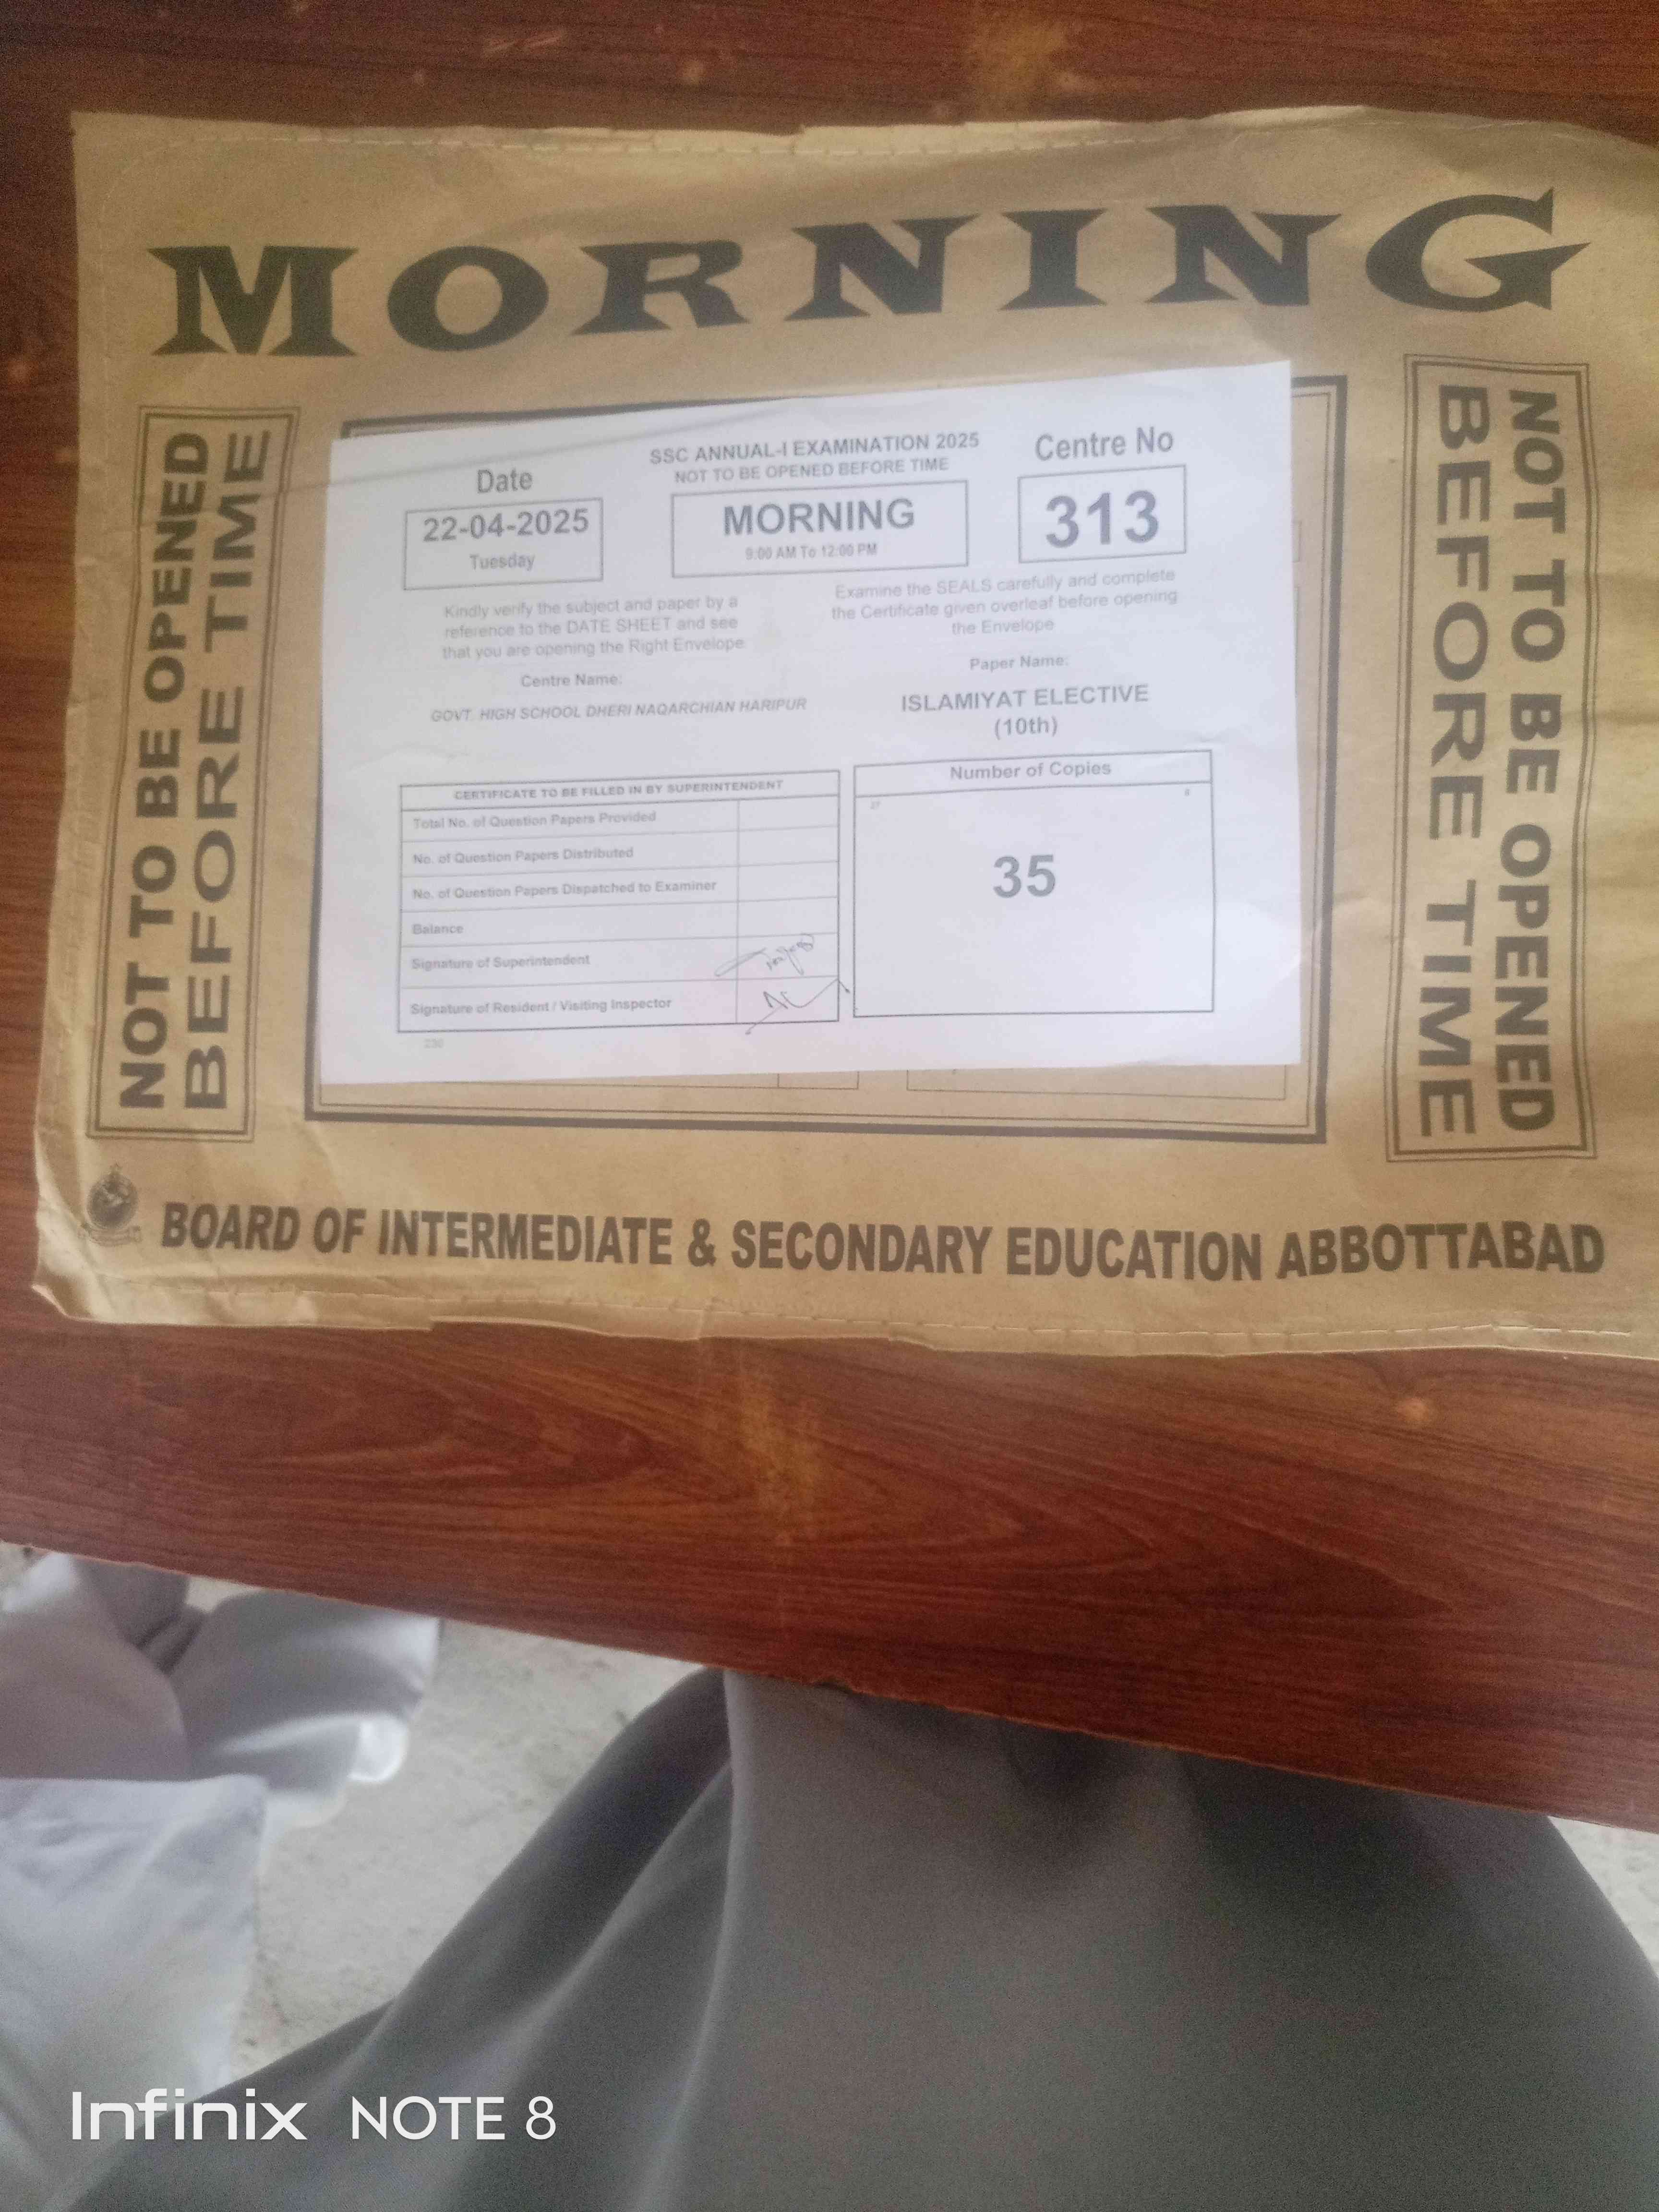 MORNING
NOT TO BE OPENED
BEFORE TIME
SSC ANNUAL-I EXAMINATION 2025
NOT TO BE OPENED BEFORE TIME
Date
22-04-2025
Tuesday
MORNING
9:00 AM To 12:00 PM
Centre No
313
Kindly verify the subject and paper by a
reference to the DATE SHEET and see
that you are opening the Right Envelope
Examine the SEALS carefully and complete
the Certificate given overleaf before opening
the Envelope
Centre Name:
GOVT. HIGH SCHOOL DHERI NAQARCHIAN HARIPUR
Paper Name:
ISLAMIYAT ELECTIVE
(10th)
CERTIFICATE TO BE FILLED IN BY SUPERINTENDENT
Total No. of Question Papers Provided
No. of Question Papers Distributed
No. of Question Papers Dispatched to Examiner
Balance
Signature of Superintendent
Signature of Resident / Visiting Inspector
230
Number of Copies
27 8
35
NOT TO BE OPENED
BEFORE TIME
BOARD OF INTERMEDIATE & SECONDARY EDUCATION ABBOTTABAD
Infinix NOTE 8